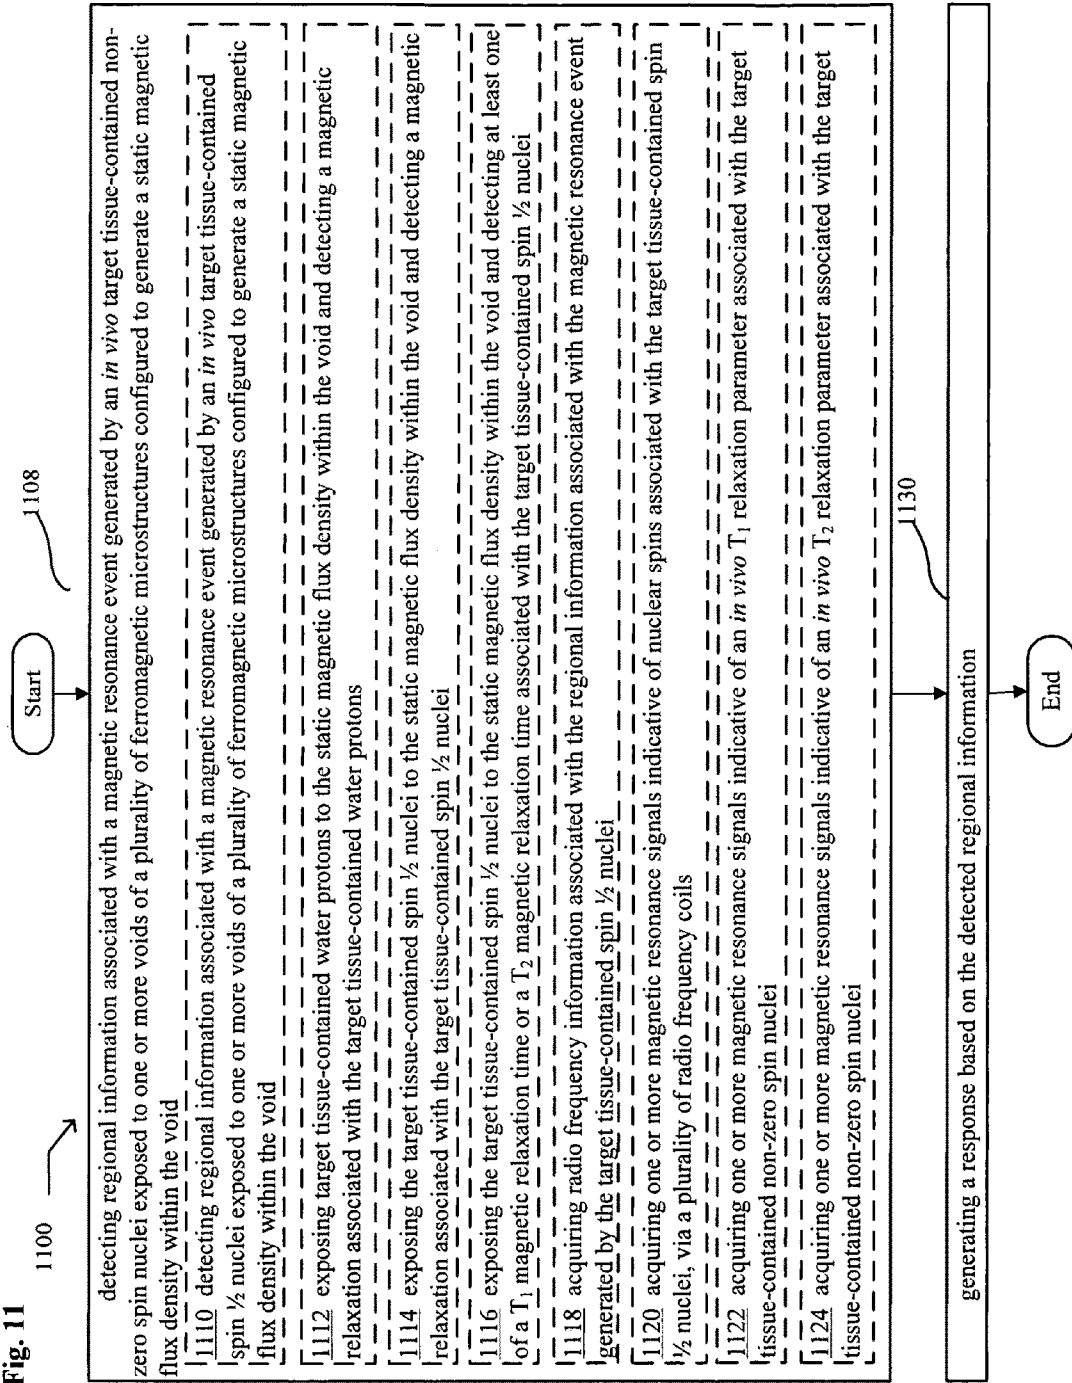 Fig. 11
1100
Start
1108
detecting regional information associated with a magnetic resonance event generated by an in vivo target tissue-contained non-
zero spin nuclei exposed to one or more voids of a plurality of ferromagnetic microstructures configured to generate a static magnetic
flux density within the void
1110 detecting regional information associated with a magnetic resonance event generated by an in vivo target tissue-contained
spin ½ nuclei exposed to one or more voids of a plurality of ferromagnetic microstructures configured to generate a static magnetic
flux density within the void
1112 exposing target tissue-contained water protons to the static magnetic flux density within the void and detecting a magnetic
relaxation associated with the target tissue-contained water protons
1114 exposing the target tissue-contained spin ½ nuclei to the static magnetic flux density within the void and detecting a magnetic
relaxation associated with the target tissue-contained spin ½ nuclei
1116 exposing the target tissue-contained spin ½ nuclei to the static magnetic flux density within the void and detecting at least one
of a T₁ magnetic relaxation time or a T₂ magnetic relaxation time associated with the target tissue-contained spin ½ nuclei
1118 acquiring radio frequency information associated with the regional information associated with the magnetic resonance event
generated by the target tissue-contained spin ½ nuclei
1120 acquiring one or more magnetic resonance signals indicative of nuclear spins associated with the target tissue-contained spin
½ nuclei, via a plurality of radio frequency coils
1122 acquiring one or more magnetic resonance signals indicative of an in vivo T₁ relaxation parameter associated with the target
tissue-contained non-zero spin nuclei
1124 acquiring one or more magnetic resonance signals indicative of an in vivo T₂ relaxation parameter associated with the target
tissue-contained non-zero spin nuclei
1130
generating a response based on the detected regional information
End